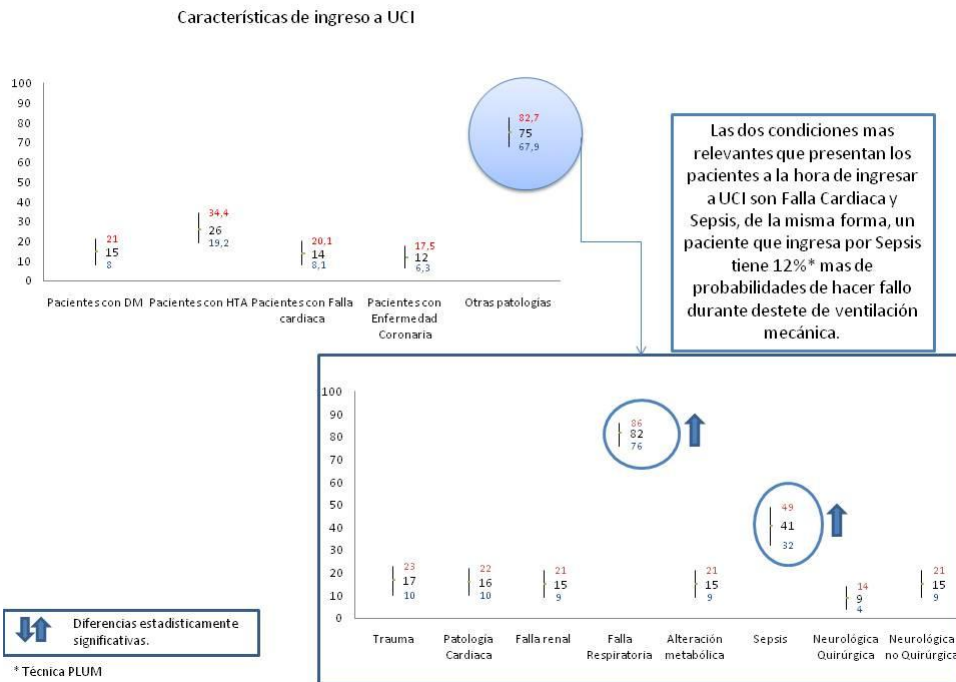 Características de ingreso a UCI
100
90
80
70
60
50
40
30
20
10
0
21
15
8
34,4
26
19,2
20,1
14
8,1
17,5
12
6,3
82,7
75
67,9
Pacientes con DM
Pacientes con HTA
Pacientes con Falla
cardiaca
Pacientes con
Enfermedad
Coronaria
Otras patologias
Las dos condiciones mas
relevantes que presentan los
pacientes a la hora de ingresar
a UCI son Falla Cardiaca y
Sepsis, de la misma forma, un
paciente que ingresa por Sepsis
tiene 12%* mas de
probabilidades de hacer fallo
durante destete de ventilación
mecánica.
100
90
80
70
60
50
40
30
20
10
0
23
17
10
22
16
10
21
15
9
86
82
76
21
15
9
49
41
32
14
9
4
21
15
9
Trauma
Patología
Cardiaca
Falla renal
Falla
Respiratoria
Alteración
metabólica
Sepsis
Neurológica
Quirúrgica
Neurológica
no Quirúrgica
Diferencias estadísticamente
significativas.
* Técnica PLUM